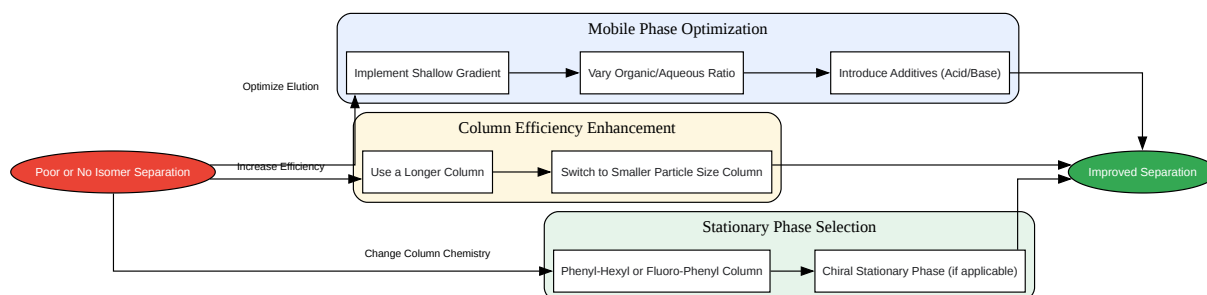 Mobile Phase Optimization
Implement Shallow Gradient
Vary Organic/Aqueous Ratio
Introduce Additives (Acid/Base)
Optimize Elution
Column Efficiency Enhancement
Poor or No Isomer Separation
Increase Efficiency
Use a Longer Column
Switch to Smaller Particle Size Column
Improved Separation
Stationary Phase Selection
Change Column Chemistry
Phenyl-Hexyl or Fluoro-Phenyl Column
Chiral Stationary Phase (if applicable)